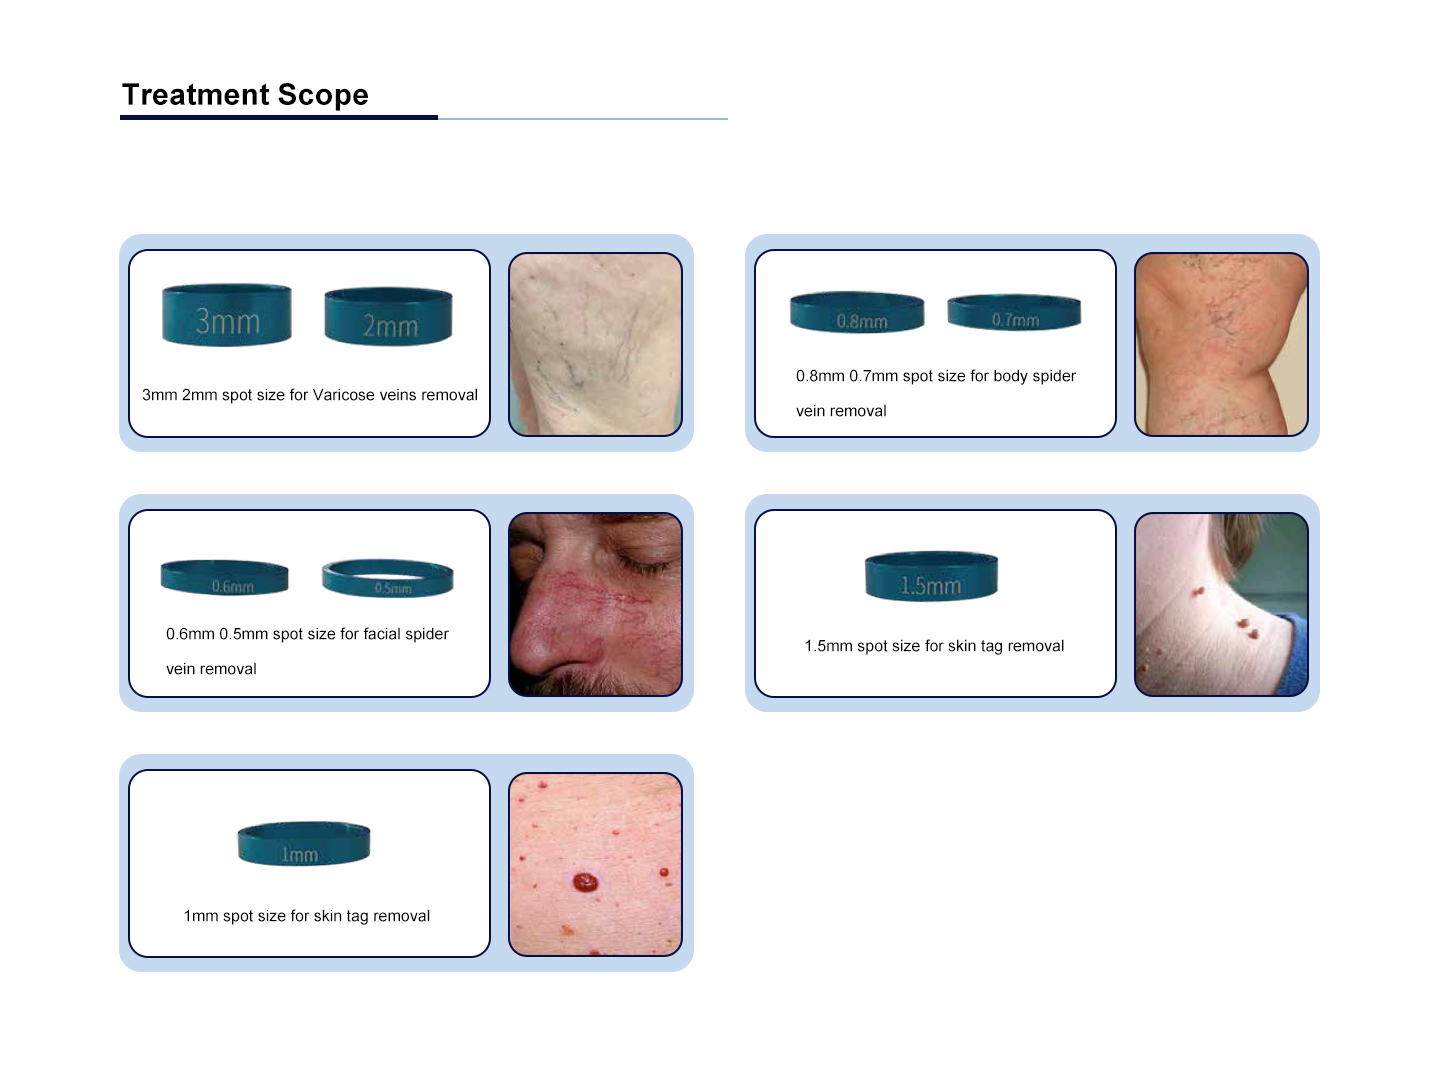 Treatment Scope
3mm
2mm
3mm 2mm spot size for Varicose veins removal
0.8mm
0.7mm
0.8mm 0.7mm spot size for body spider
vein removal
0.6mm
0.5mm
0.6mm 0.5mm spot size for facial spider
vein removal
1.5mm
1.5mm spot size for skin tag removal
1mm
1mm spot size for skin tag removal